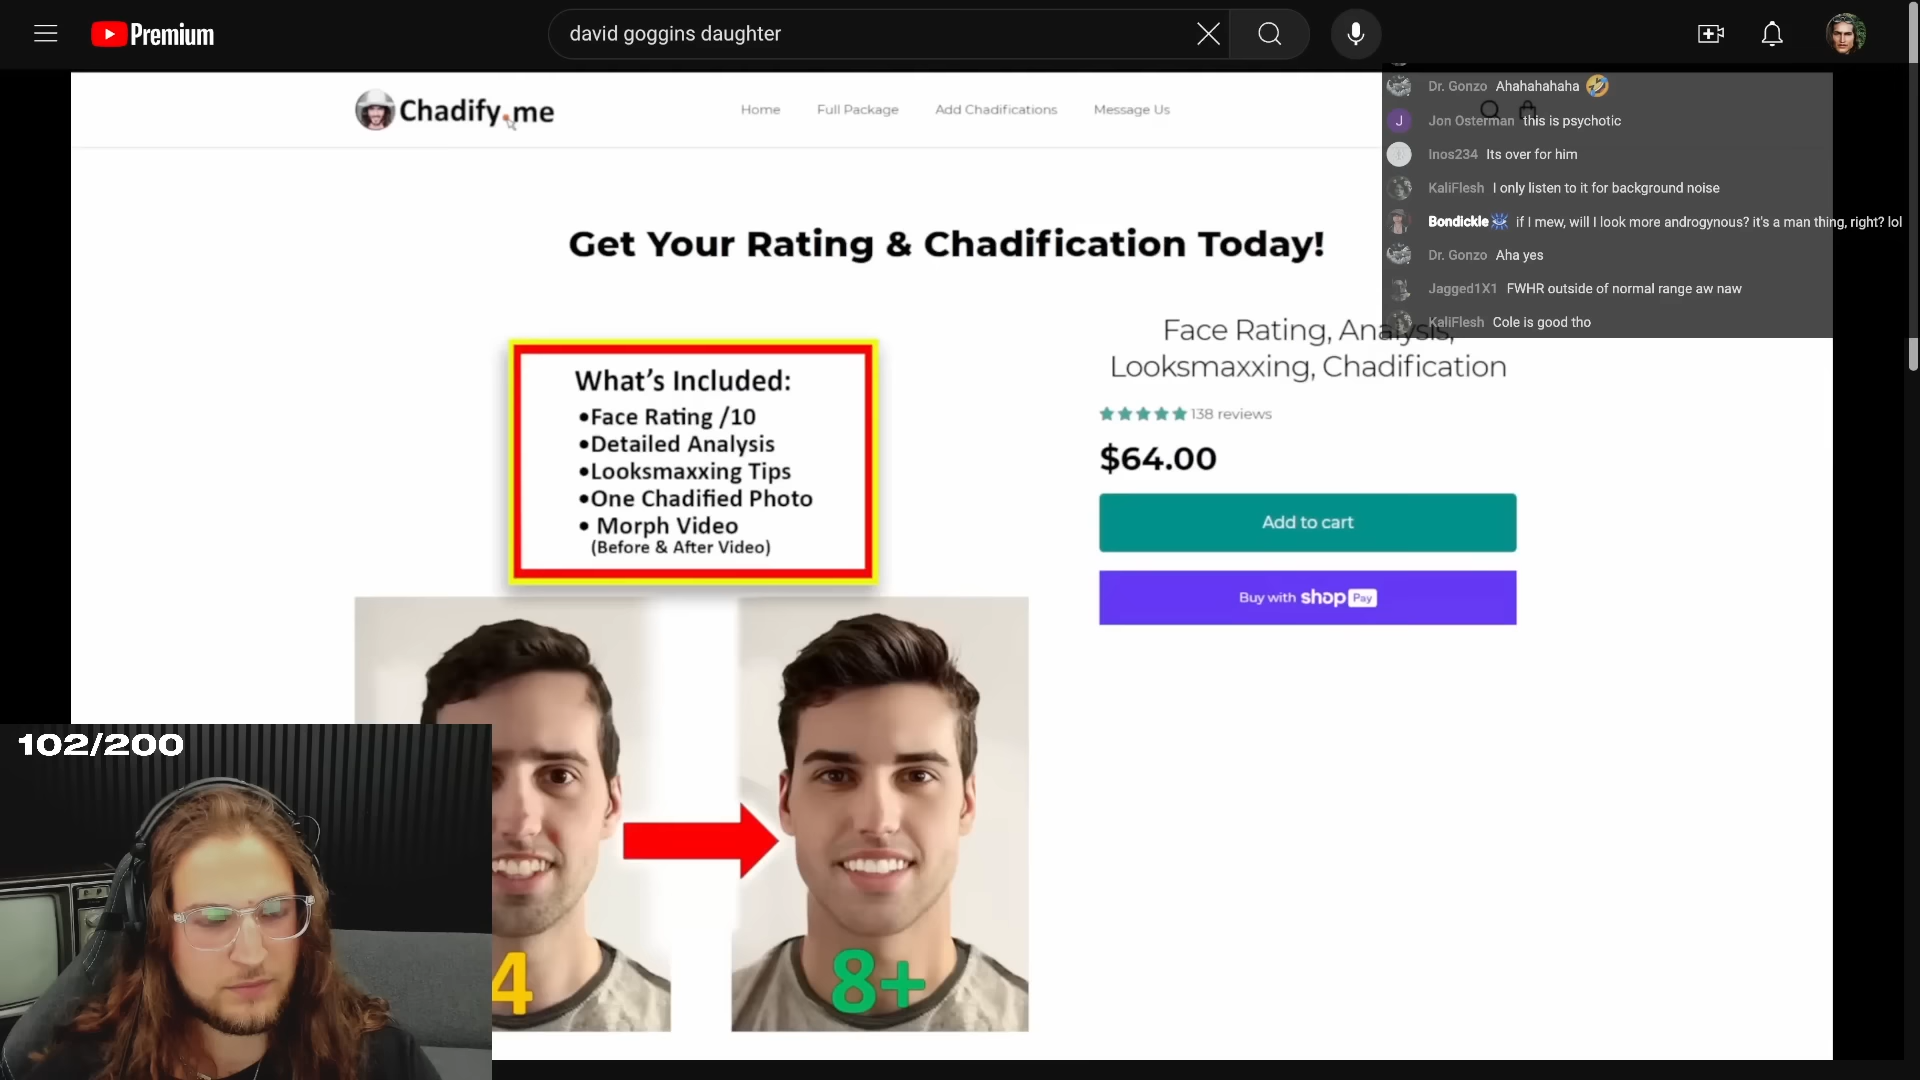 Premium
david goggins daughter
Chadify.me
Home
Full Package
Add Chadifications
Message Us
Dr. Gonzo Ahahahahaha 🤣
J
Jon Osterman this is psychotic
Inos234 Its over for him
KaliFlesh I only listen to it for background noise
Bondickle if I mew, will I look more androgynous? it's a man thing, right? lol
Dr. Gonzo Aha yes
Jagged1X1 FWHR outside of normal range aw naw
KaliFlesh Cole is good tho
Get Your Rating & Chadification Today!
What's Included:
•Face Rating /10
•Detailed Analysis
•Looksmaxxing Tips
•One Chadified Photo
• Morph Video
(Before & After Video)
Face Rating, Analysis,
Looksmaxxing, Chadification
138 reviews
$64.00
Add to cart
Buy with shop Pay
102/200
4
8+